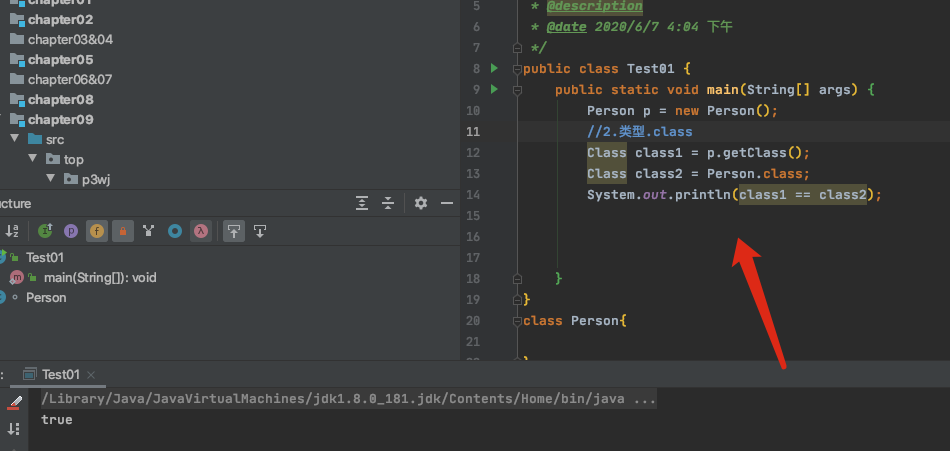 chapter01
chapter02
chapter03&04
chapter05
chapter06&07
chapter08
chapter09
src
top
p3wj
ucture
Test01
main(String[]): void
Person
5 * @description
6 * @date 2020/6/7 4:04 下午
7 */
8 public class Test01 {
9 public static void main(String[] args) {
10 Person p = new Person();
11 //2.类型.class
12 Class class1 = p.getClass();
13 Class class2 = Person.class;
14 System.out.println(class1 == class2);
15
16
17
18 }
19 }
20 class Person{
21
: Test01
/Library/Java/JavaVirtualMachines/jdk1.8.0_181.jdk/Contents/Home/bin/java ...
true